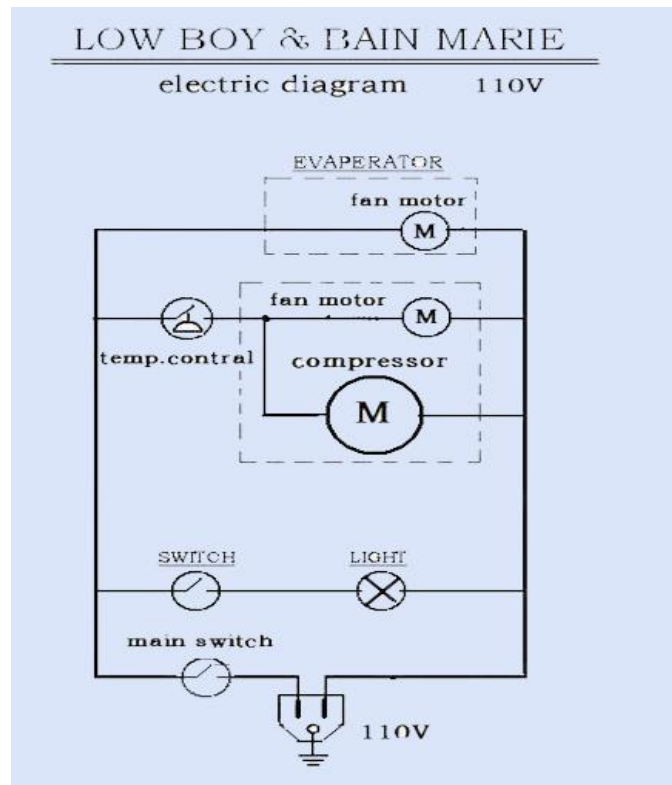 LOW BOY & BAIN MARIE
electric diagram 110V
EVAPERATOR
fan motor
M
fan motor
M
temp.contral
compressor
M
SWITCH LIGHT
main switch
110V